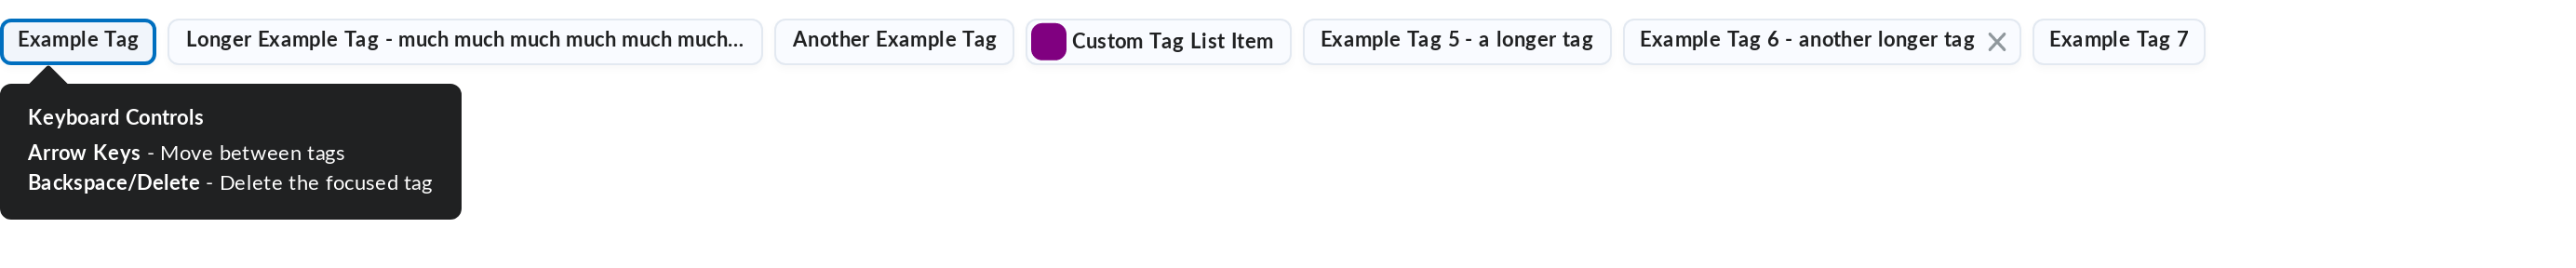 Example Tag
Longer Example Tag - much much much much much much...
Another Example Tag
Custom Tag List Item
Example Tag 5 - a longer tag
Example Tag 6 - another longer tag
Example Tag 7
Keyboard Controls
Arrow Keys - Move between tags
Backspace/Delete - Delete the focused tag